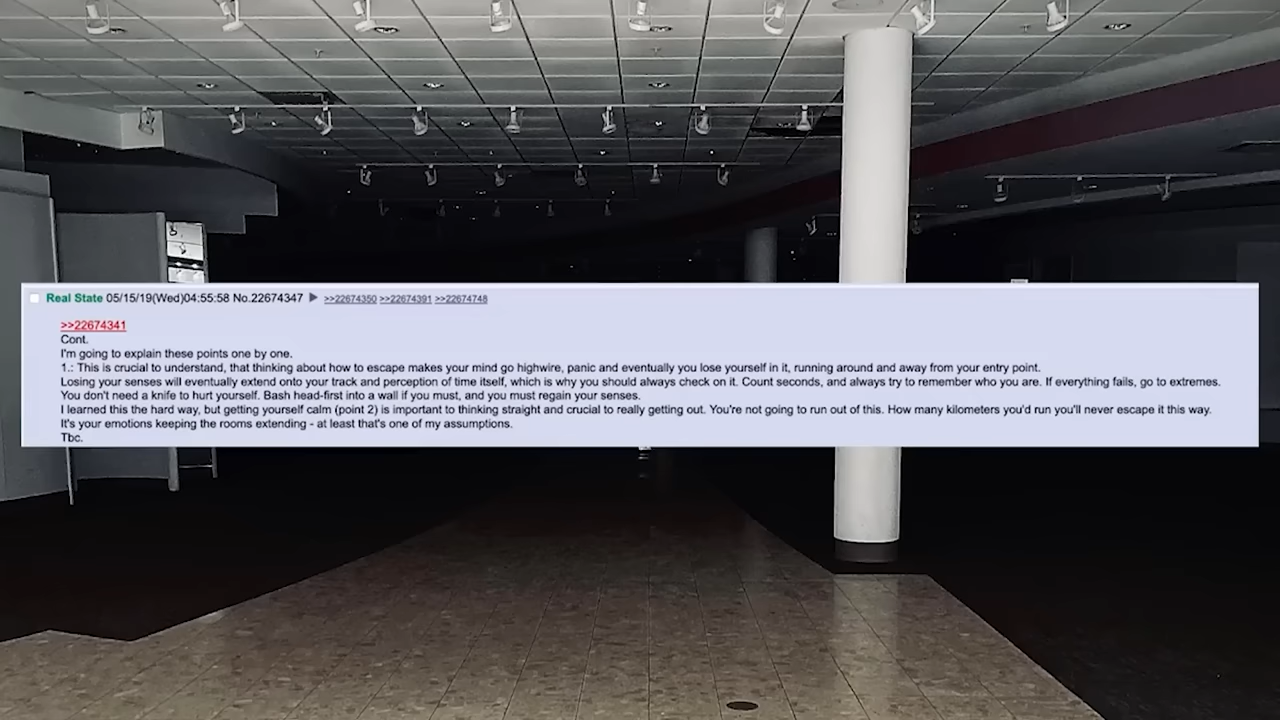 Real State 05/15/19(Wed)04:55:58 No.22674347 ▶ >>22674350 >>22674391 >>22674748
>>22674341
Cont.
I'm going to explain these points one by one.
1.: This is crucial to understand, that thinking about how to escape makes your mind go highwire, panic and eventually you lose yourself in it, running around and away from your entry point.
Losing your senses will eventually extend onto your track and perception of time itself, which is why you should always check on it. Count seconds, and always try to remember who you are. If everything fails, go to extremes.
You don't need a knife to hurt yourself. Bash head-first into a wall if you must, and you must regain your senses.
I learned this the hard way, but getting yourself calm (point 2) is important to thinking straight and crucial to really getting out. You're not going to run out of this. How many kilometers you'd run you'll never escape it this way.
It's your emotions keeping the rooms extending - at least that's one of my assumptions.
Tbc.